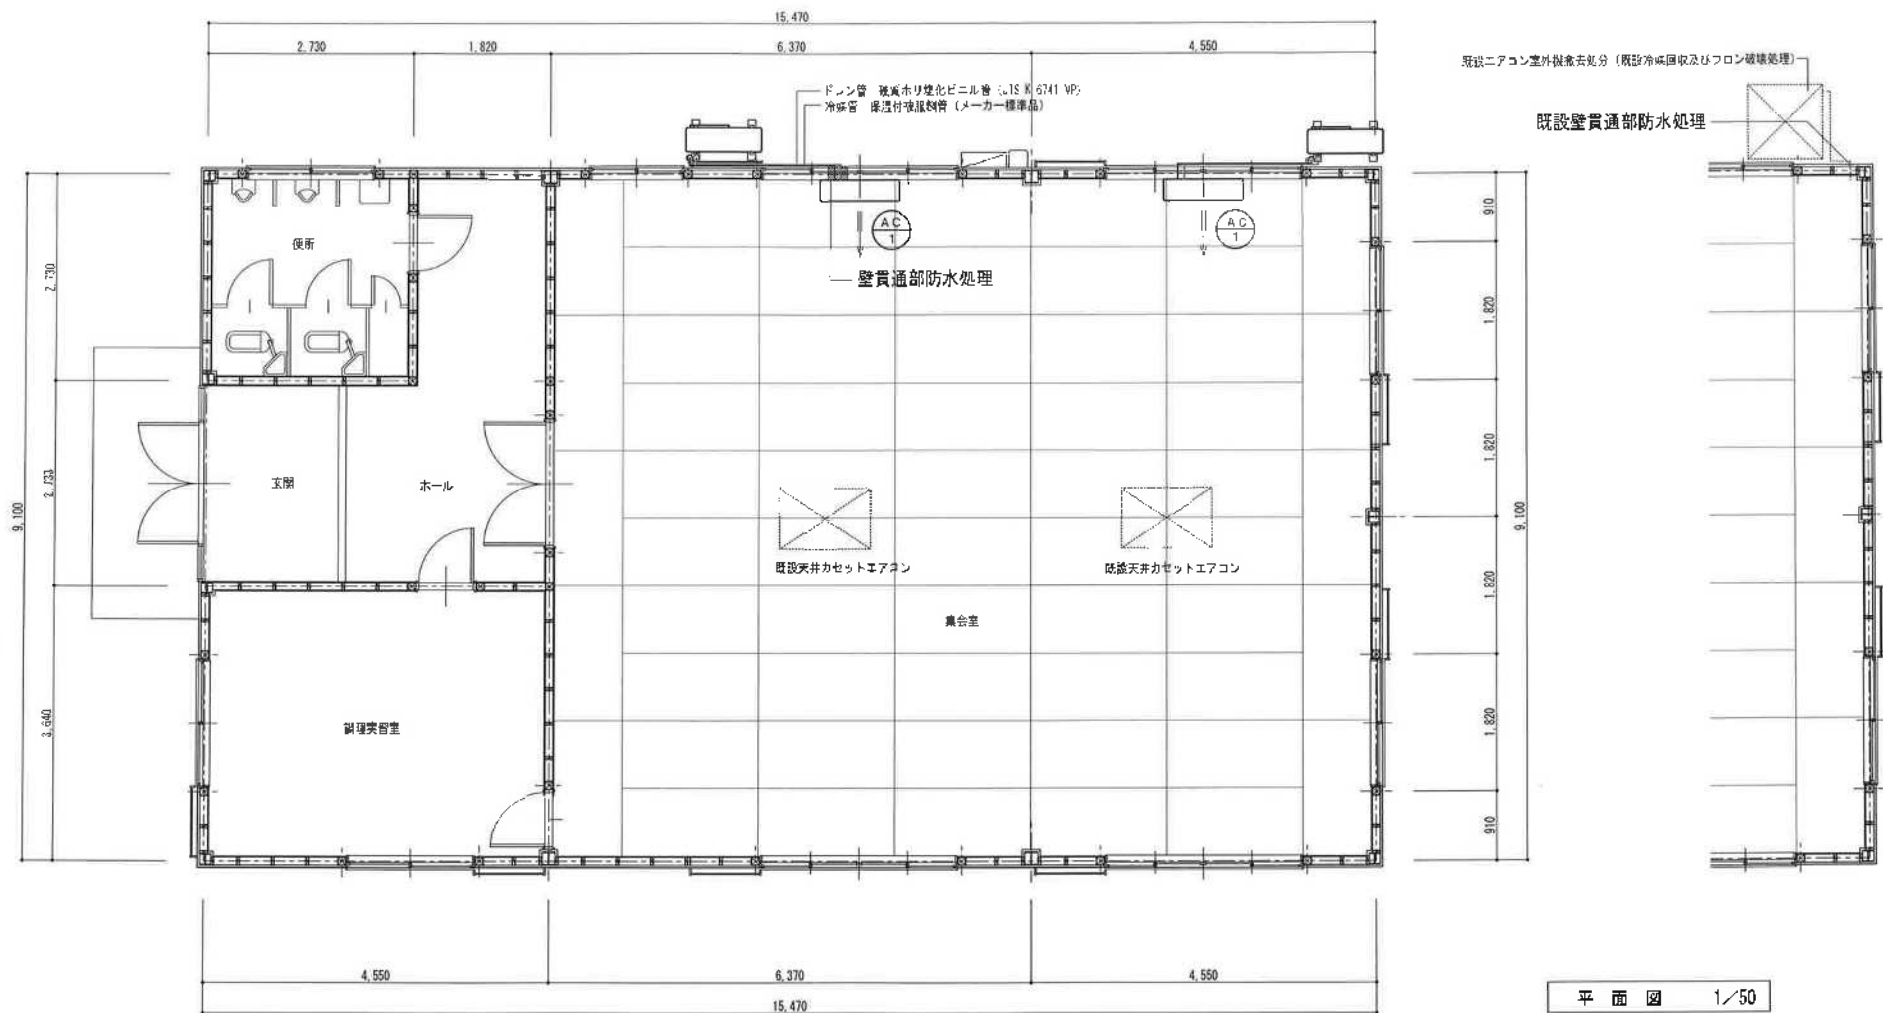 15,470
2,730
1,820
6,370
4,550
既設エアコン室外機撤去処分(既設冷媒回収及びフロン破壊処理)
ドレン管 硬質ポリ塩化ビニル管 (JIS K 6741 VP)
冷媒管 保温付被服銅管(メーカー標準品)
既設壁貫通部防水処理
便所
AC
1
AC
1
壁貫通部防水処理
910
1,820
1,820
1,820
1,820
910
9,100
2,730
2,730
3,640
9,100
玄関
ホール
既設天井カセットエアコン
既設天井カセットエアコン
集会室
調理実習室
4,550
6,370
4,550
15,470
平面図 1/50